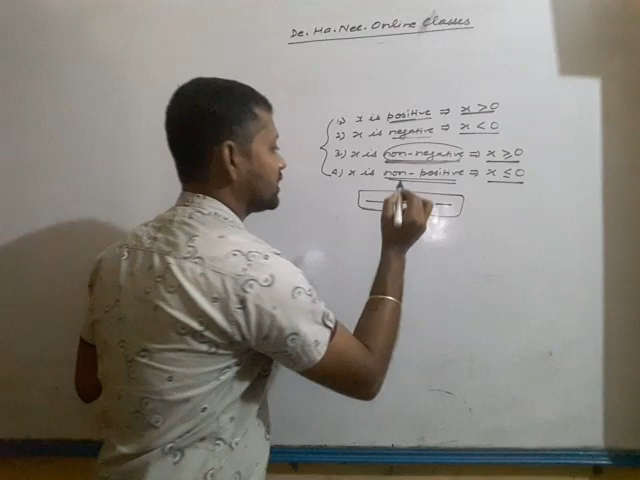 De. Ha. Nee. Online Classes
1) x is positive ⇒ x > 0
2) x is negative ⇒ x < 0
3) x is non-negative ⇒ x ≥ 0
4) x is non-positive ⇒ x ≤ 0